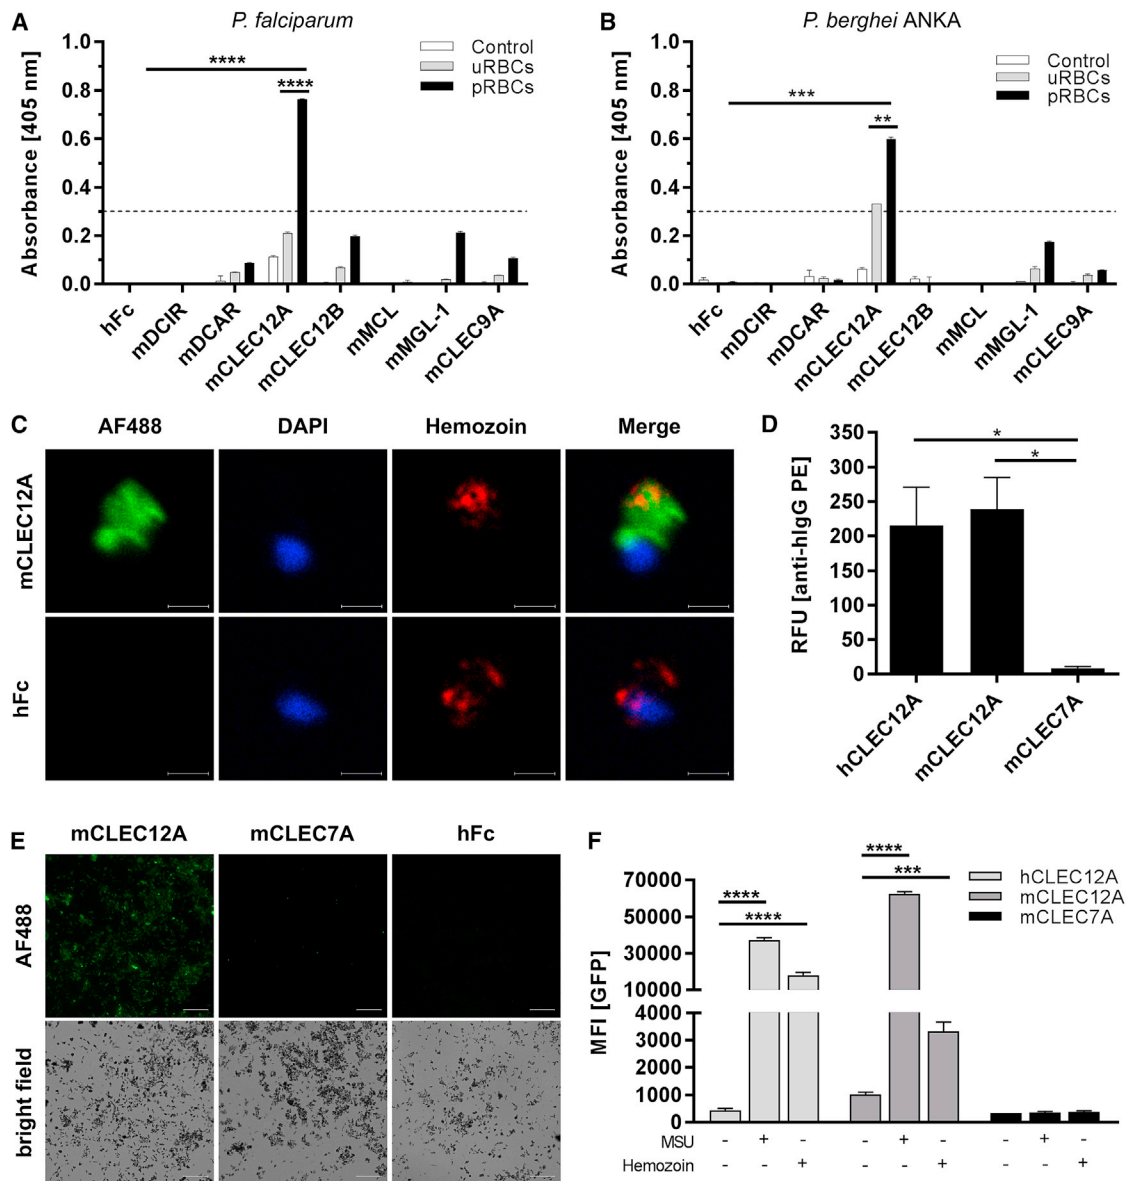 A
P. falciparum
Absorbance [405 nm]
1.0
0.8
0.6
0.4
0.2
0.0
Control
uRBCs
pRBCs
****
****
hFc
mDCIR
mDCAR
mCLEC12A
mCLEC12B
mMCL
mMGL-1
mCLEC9A
B
P. berghei ANKA
Absorbance [405 nm]
1.0
0.8
0.6
0.4
0.2
0.0
Control
uRBCs
pRBCs
***
**
hFc
mDCIR
mDCAR
mCLEC12A
mCLEC12B
mMCL
mMGL-1
mCLEC9A
C
AF488 DAPI Hemozoin Merge
mCLEC12A
hFc
D
RFU [anti-hIgG PE]
350
300
250
200
150
100
50
0
*
*
hCLEC12A
mCLEC12A
mCLEC7A
E
mCLEC12A mCLEC7A hFc
AF488
bright field
F
MFI [GFP]
70000
50000
30000
10000
4000
3000
2000
1000
0
****
****
****
***
hCLEC12A
mCLEC12A
mCLEC7A
MSU - + - - + - - + -
Hemozoin - - + - - + - - +